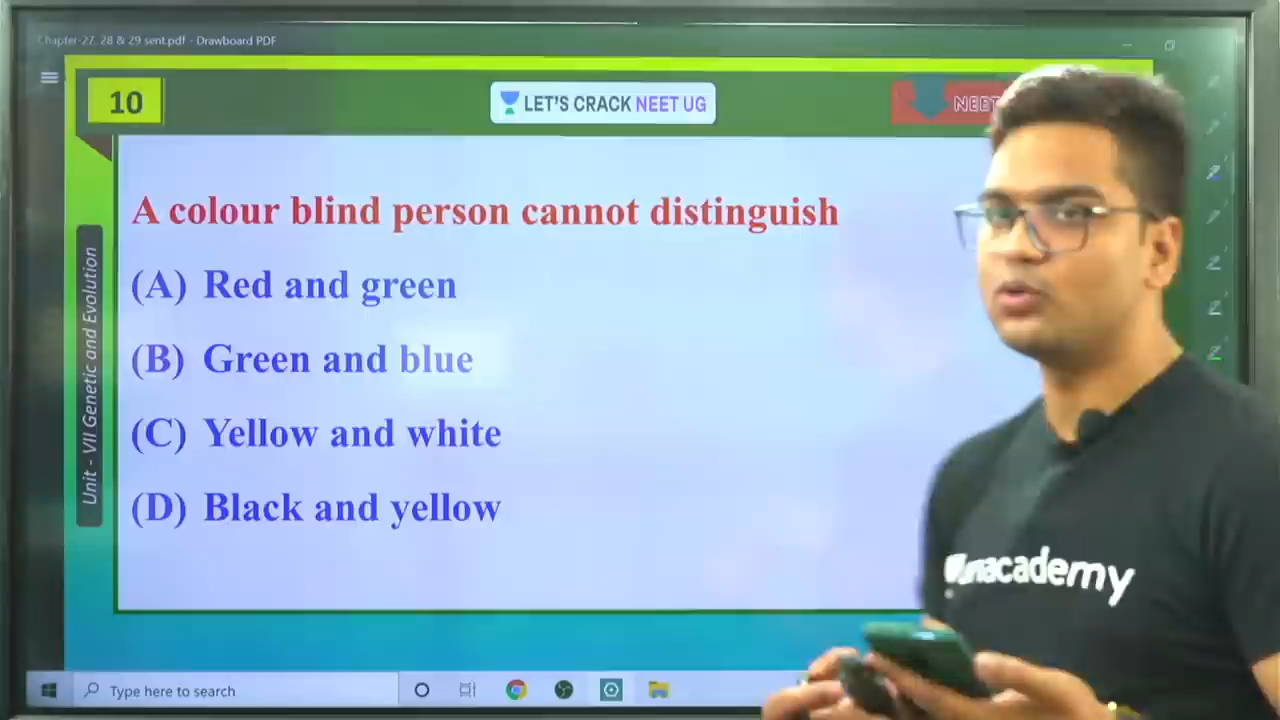 Chapter-27, 28 & 29 sent.pdf - Drawboard PDF
10
LET'S CRACK NEET UG
NEET
A colour blind person cannot distinguish
(A) Red and green
(B) Green and blue
(C) Yellow and white
(D) Black and yellow
Unit - VII Genetic and Evolution
unacademy
Type here to search